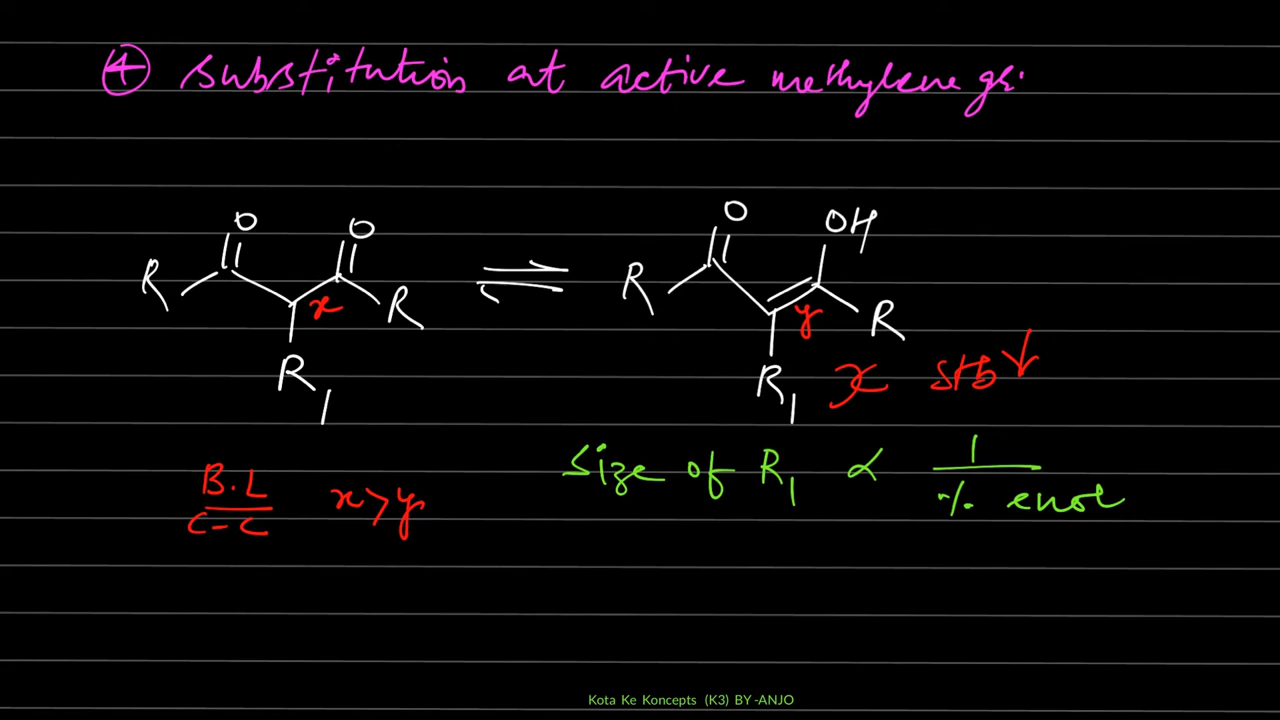 ④ substitution at active methylene gr.
O O O OH
R x R R y R
R1 R1 x stb ↓
B.L / C-C x > y
size of R1 ∝ 1 / % enol
Kota Ke Koncepts (K3) BY -ANJO